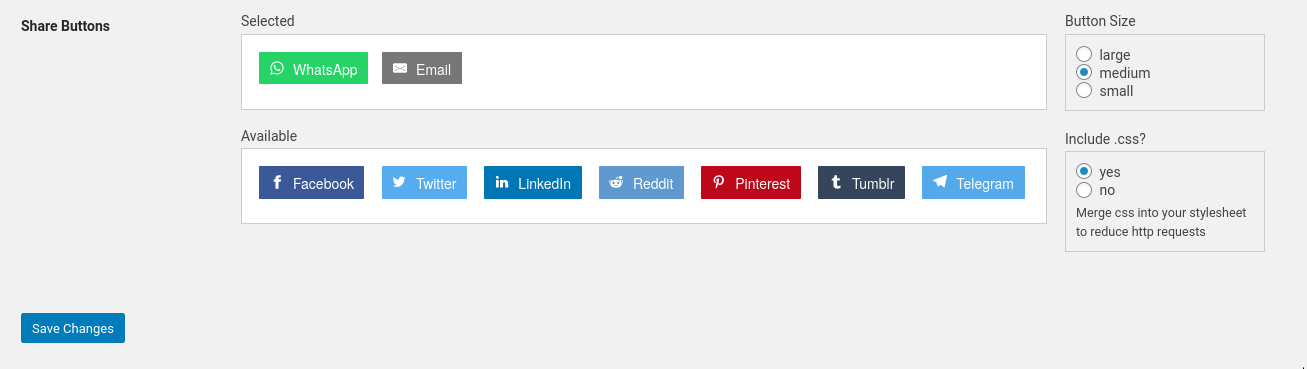 Share Buttons
Selected
WhatsApp Email
Available
Facebook Twitter LinkedIn Reddit Pinterest Tumblr Telegram
Button Size
large
medium
small
Include .css?
yes
no
Merge css into your stylesheet
to reduce http requests
Save Changes